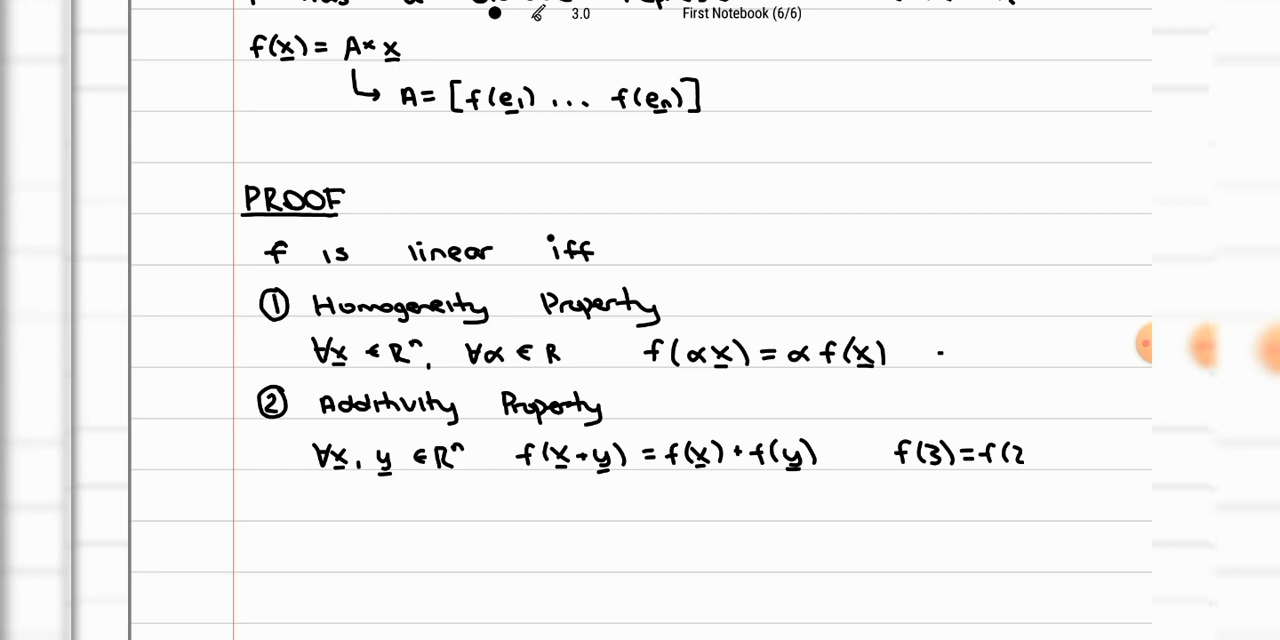 3.0 First Notebook (6/6)
f(x) = A* x
A = [f(e1) ... f(en)]
PROOF
f is linear iff
① Homogeneity Property
∀x ∈ Rⁿ, ∀α ∈ R f(αx) = α f(x)
② Additivity Property
∀x, y ∈ Rⁿ f(x+y) = f(x) + f(y) f(3)=f(2